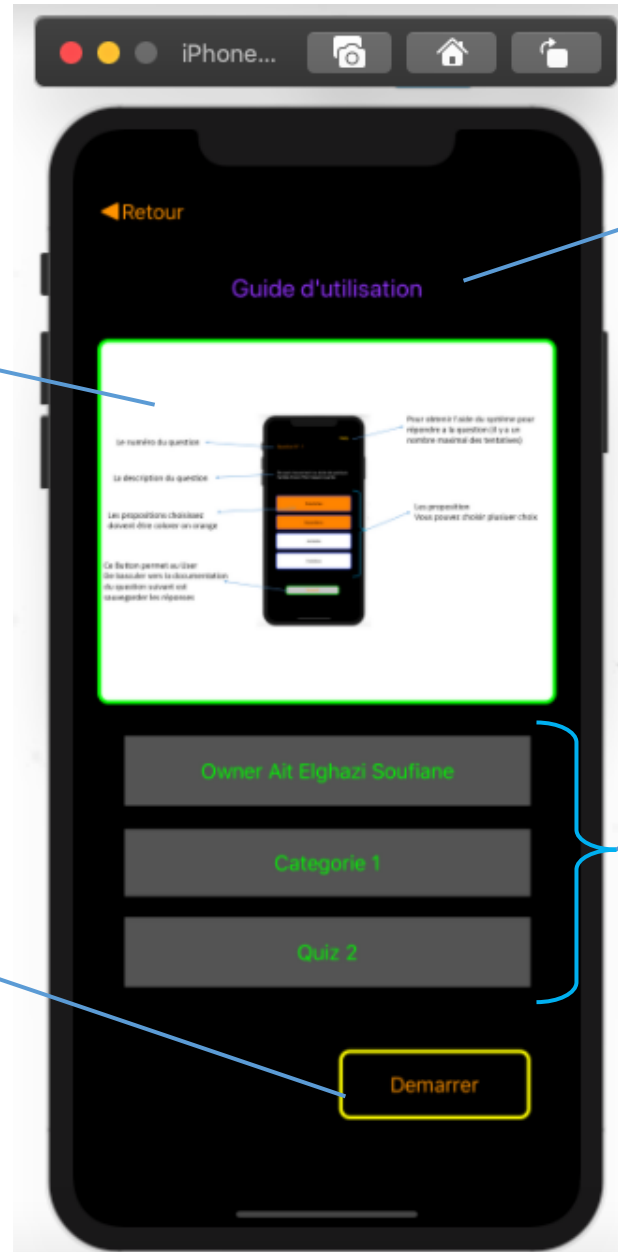 iPhone...
Retour
Guide d'utilisation
Le numéro du question
La description du question
Les propositions choisissez
doivent être colorer en orange
Ce Button permet au User
De basculer vers la documentation
du question suivant est
sauvegarder les réponses
Pour obtenir l'aide du système pour
répondre a la question (il y a un
nombre maximal des tentatives)
Les proposition
Vous pouvez choisir plusieur choix
Owner Ait Elghazi Soufiane
Categorie 1
Quiz 2
Demarrer